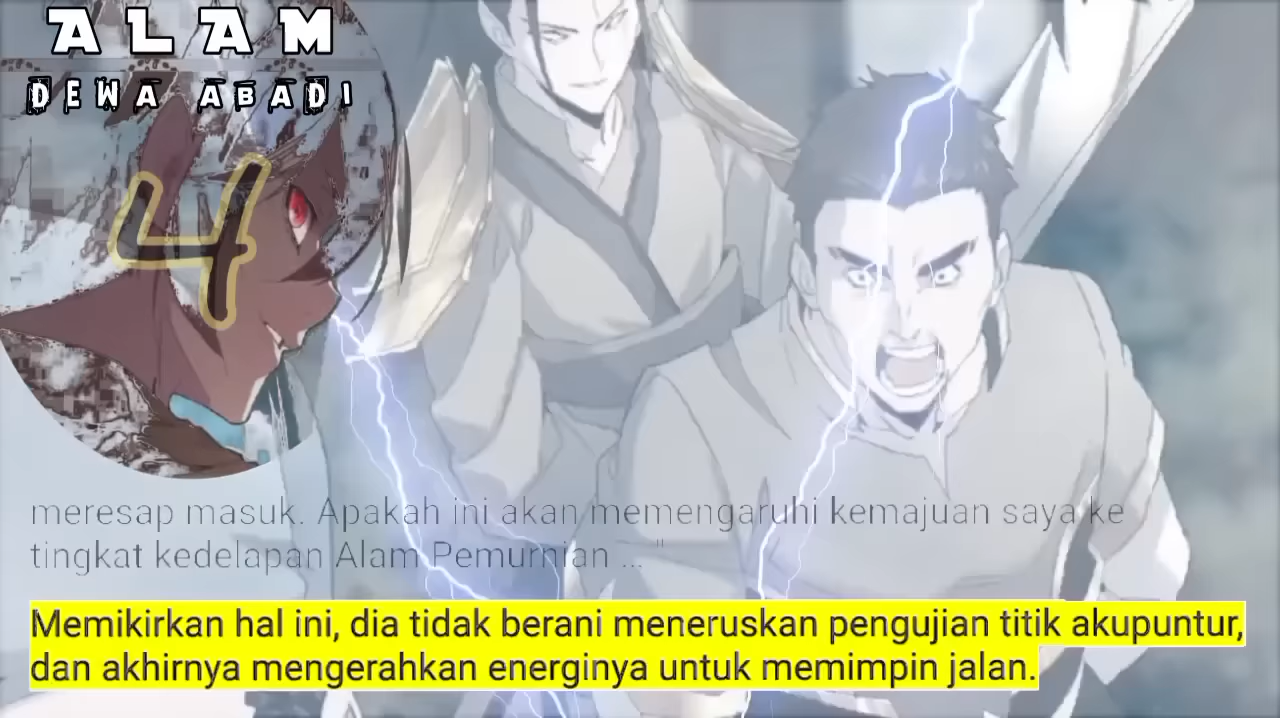 ALAM
DEWA ABADI
4
meresap masuk. Apakah ini akan memengaruhi kemajuan saya ke
tingkat kedelapan Alam Pemurnian ... "
Memikirkan hal ini, dia tidak berani meneruskan pengujian titik akupuntur,
dan akhirnya mengerahkan energinya untuk memimpin jalan.